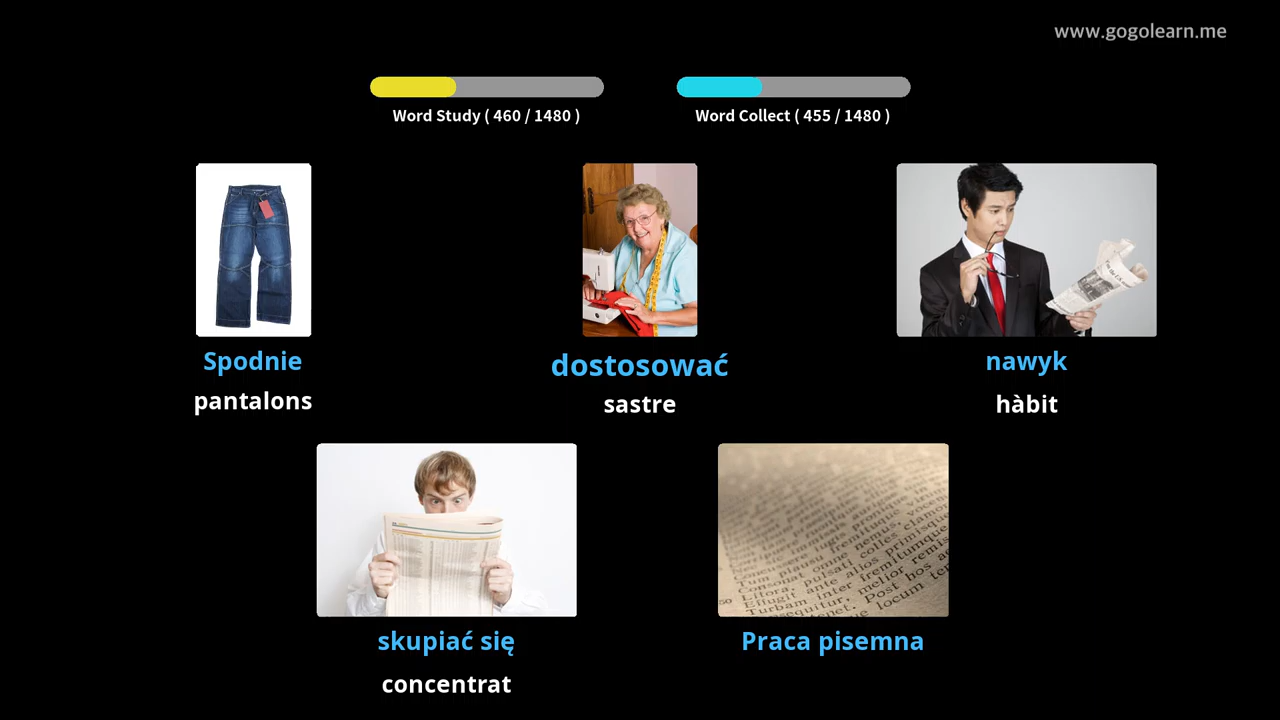 www.gogolearn.me
Word Study ( 460 / 1480 )
Word Collect ( 455 / 1480 )
Spodnie
pantalons
dostosować
sastre
nawyk
hàbit
skupiać się
concentrat
Praca pisemna